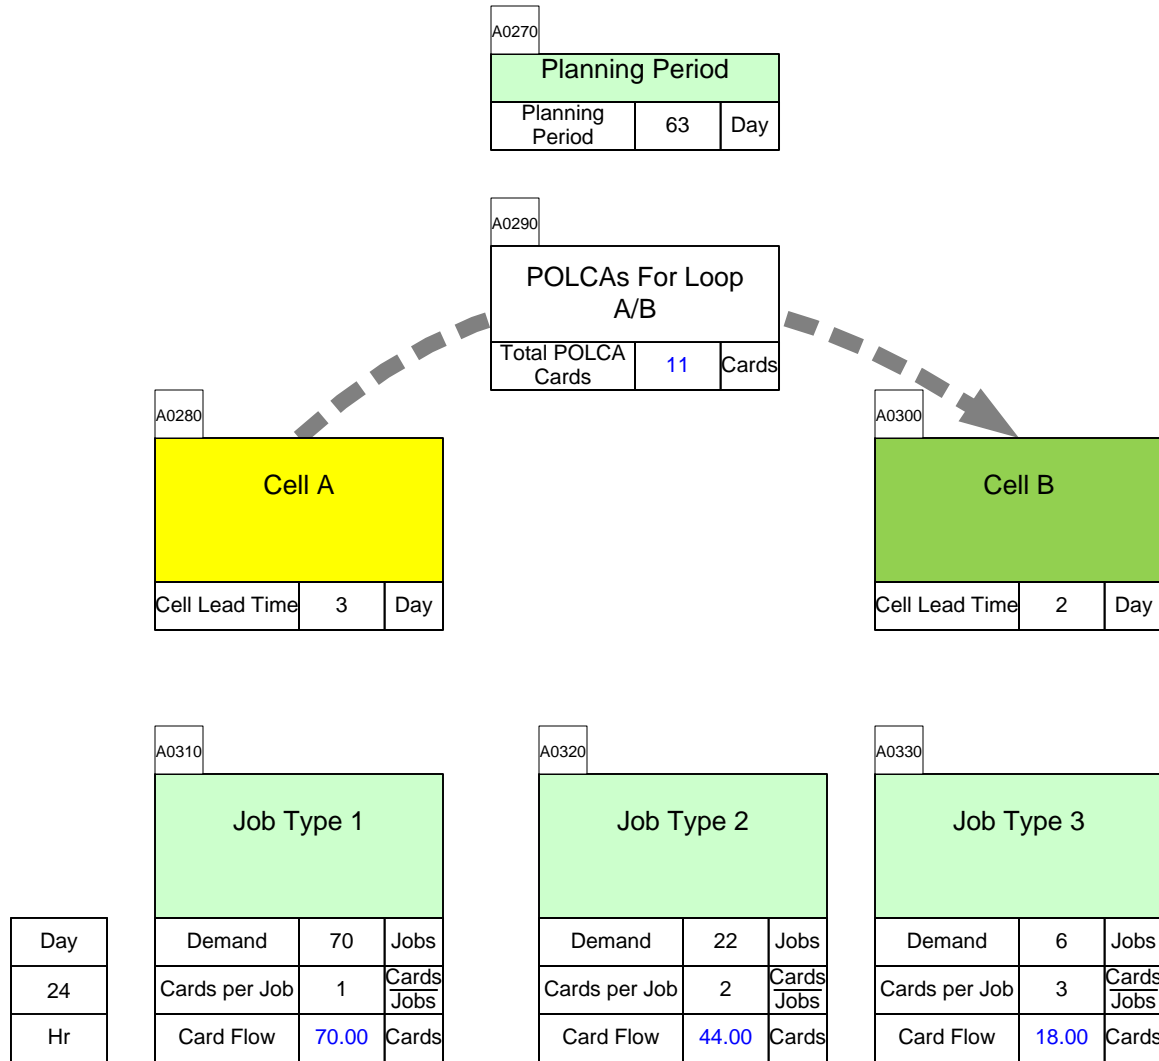 A0270
Planning Period
Planning
Period
63
Day
A0290
POLCAs For Loop
A/B
Total POLCA
Cards
11
Cards
A0280
Cell A
Cell Lead Time
3
Day
A0300
Cell B
Cell Lead Time
2
Day
A0310
Job Type 1
Demand
70
Jobs
Cards per Job
1
Cards
Jobs
Card Flow
70.00
Cards
A0320
Job Type 2
Demand
22
Jobs
Cards per Job
2
Cards
Jobs
Card Flow
44.00
Cards
A0330
Job Type 3
Demand
6
Jobs
Cards per Job
3
Cards
Jobs
Card Flow
18.00
Cards
Day
24
Hr